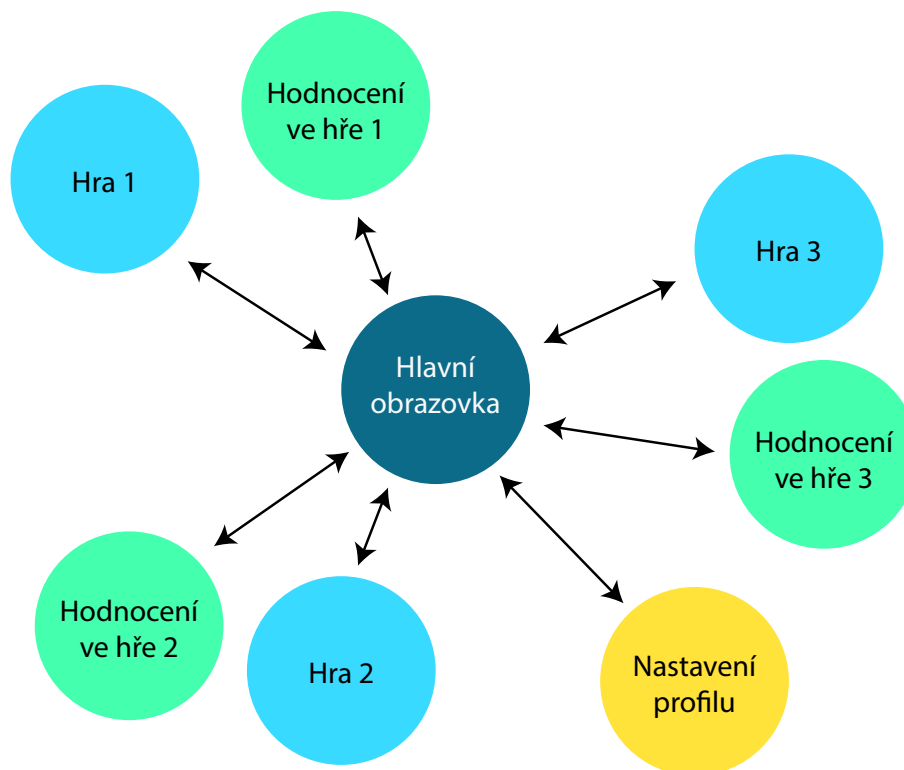 Hodnocení
ve hře 1
Hra 1
Hra 3
Hlavní
obrazovka
Hodnocení
ve hře 3
Hodnocení
ve hře 2
Hra 2
Nastavení
profilu